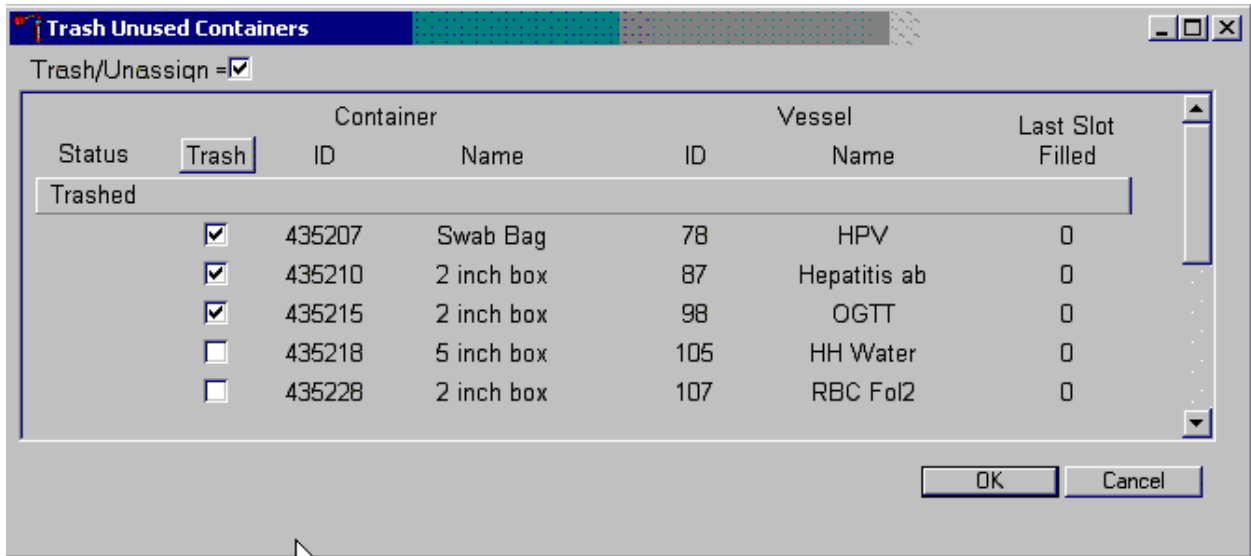 Trash Unused Containers
Trash/Unassign =
Container Vessel Last Slot
Status Trash ID Name ID Name Filled
Trashed
435207 Swab Bag 78 HPV 0
435210 2 inch box 87 Hepatitis ab 0
435215 2 inch box 98 OGTT 0
435218 5 inch box 105 HH Water 0
435228 2 inch box 107 RBC Fol2 0
OK Cancel